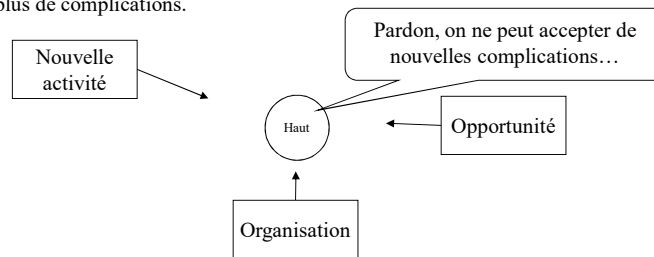 plus de complications.
Pardon, on ne peut accepter de
nouvelles complications…
Nouvelle
activité
Haut
Opportunité
Organisation